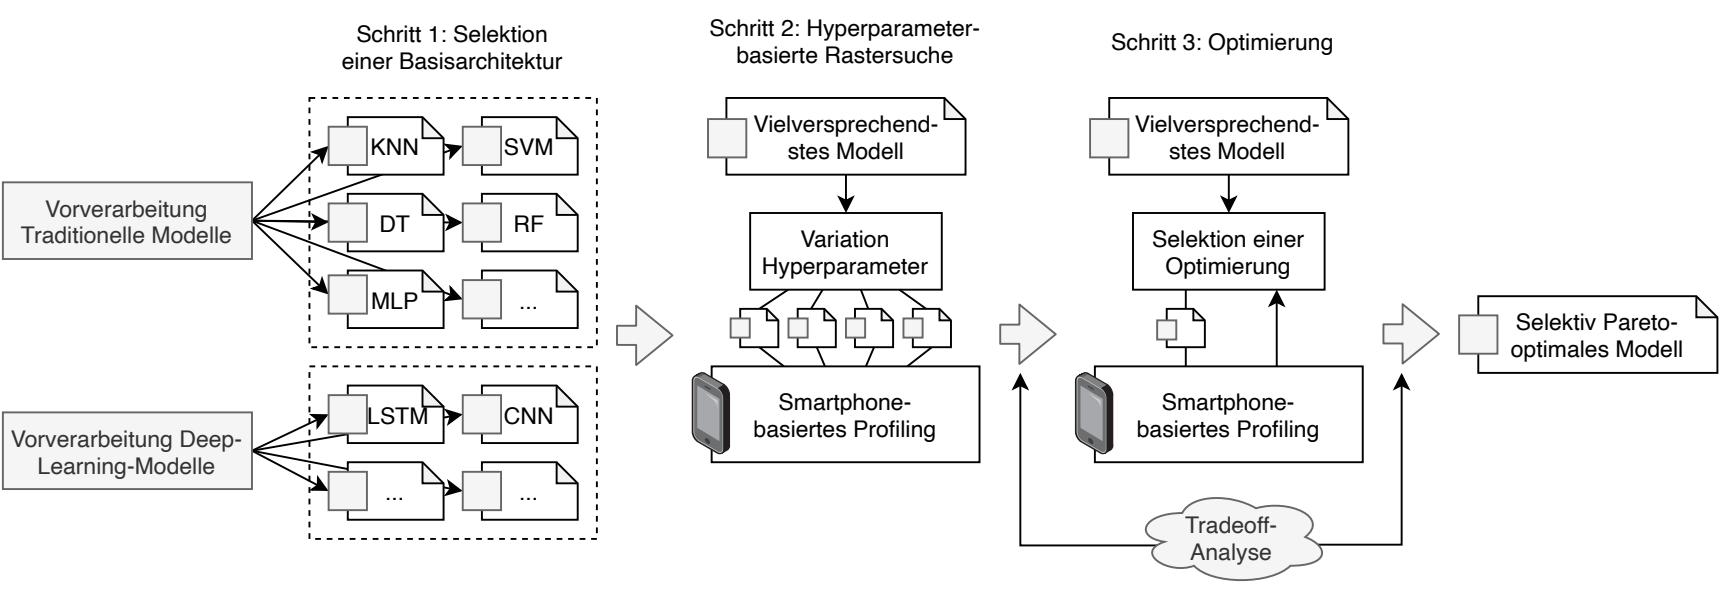 Schritt 1: Selektion
einer Basisarchitektur
Vorverarbeitung
Traditionelle Modelle
KNN
SVM
DT
RF
MLP
...
Vorverarbeitung Deep-
Learning-Modelle
LSTM
CNN
...
...
Schritt 2: Hyperparameter-
basierte Rastersuche
Vielversprechend-
stes Modell
Variation
Hyperparameter
Smartphone-
basiertes Profiling
Schritt 3: Optimierung
Vielversprechend-
stes Modell
Selektion einer
Optimierung
Smartphone-
basiertes Profiling
Tradeoff-
Analyse
Selektiv Pareto-
optimales Modell